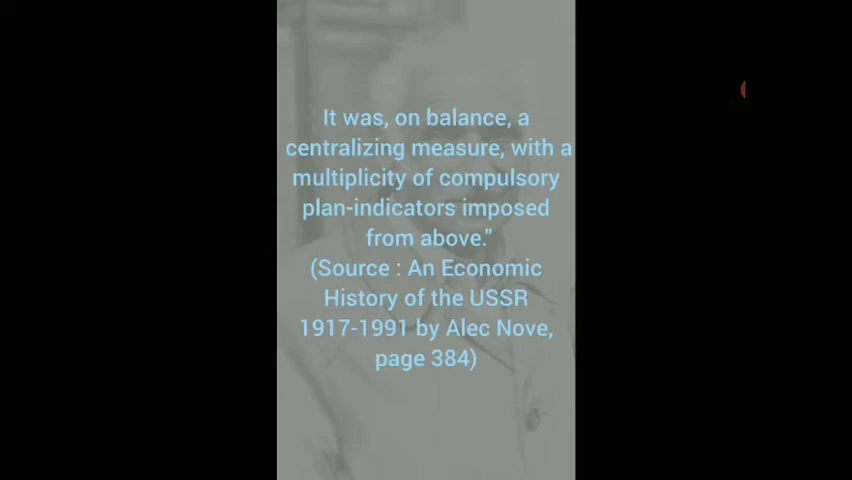 It was, on balance, a
centralizing measure, with a
multiplicity of compulsory
plan-indicators imposed
from above."
(Source : An Economic
History of the USSR
1917-1991 by Alec Nove,
page 384)